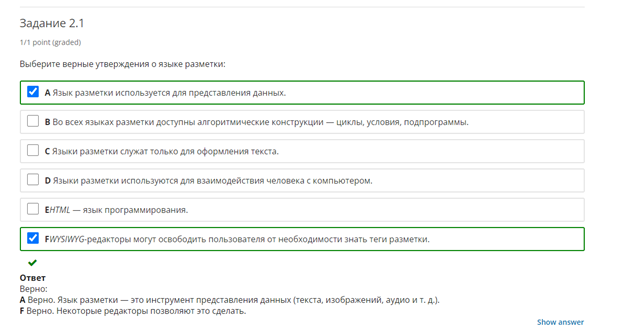 Задание 2.1
1/1 point (graded)
Выберите верные утверждения о языке разметки:
A Язык разметки используется для представления данных.
B Во всех языках разметки доступны алгоритмические конструкции — циклы, условия, подпрограммы.
C Языки разметки служат только для оформления текста.
D Языки разметки используются для взаимодействия человека с компьютером.
EHTML — язык программирования.
FWYSIWYG-редакторы могут освободить пользователя от необходимости знать теги разметки.
Ответ
Верно:
A Верно. Язык разметки — это инструмент представления данных (текста, изображений, аудио и т. д.).
F Верно. Некоторые редакторы позволяют это сделать.
Show answer